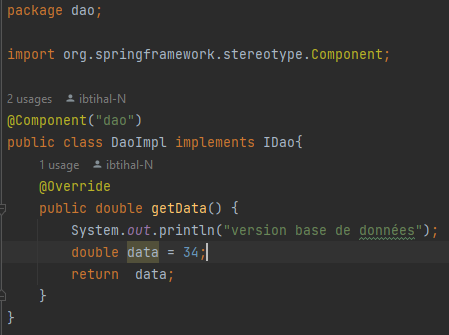 package dao;
import org.springframework.stereotype.Component;
2 usages ibtihal-N
@Component("dao")
public class DaoImpl implements IDao{
1 usage ibtihal-N
@Override
public double getData() {
System.out.println("version base de données");
double data = 34;
return  data;
}
}